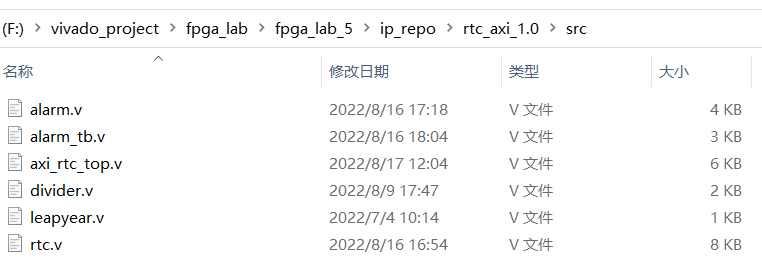 (F:) > vivado_project > fpga_lab > fpga_lab_5 > ip_repo > rtc_axi_1.0 > src
名称 修改日期 类型 大小
alarm.v 2022/8/16 17:18 V 文件 4 KB
alarm_tb.v 2022/8/16 18:04 V 文件 3 KB
axi_rtc_top.v 2022/8/17 12:04 V 文件 6 KB
divider.v 2022/8/9 17:47 V 文件 2 KB
leapyear.v 2022/7/4 10:14 V 文件 1 KB
rtc.v 2022/8/16 16:54 V 文件 8 KB